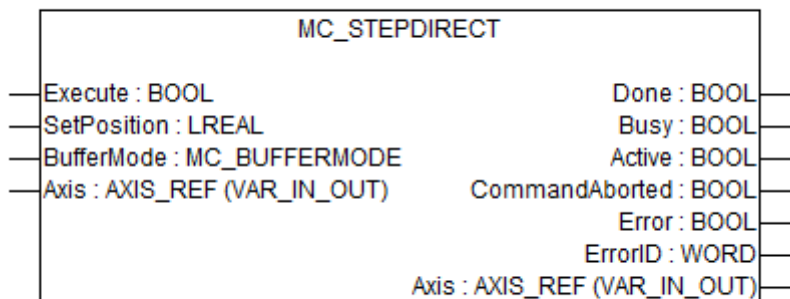 MC_STEPDIRECT
Execute : BOOL Done : BOOL
SetPosition : LREAL Busy : BOOL
BufferMode : MC_BUFFERMODE Active : BOOL
Axis : AXIS_REF (VAR_IN_OUT) CommandAborted : BOOL
Error : BOOL
ErrorID : WORD
Axis : AXIS_REF (VAR_IN_OUT)